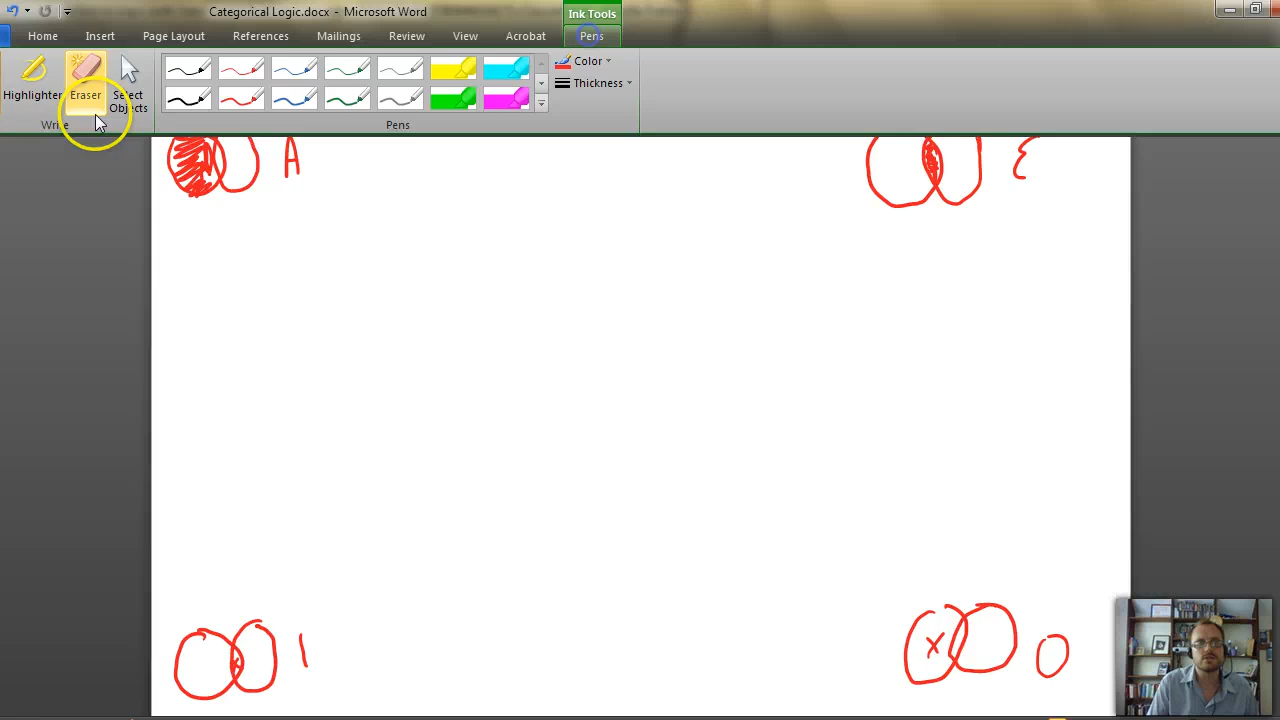 Categorical Logic.docx - Microsoft Word
Ink Tools
Home Insert Page Layout References Mailings Review View Acrobat Pens
Highlighter Eraser Select Objects
Color
Thickness
Write Pens
A E
I O
x x